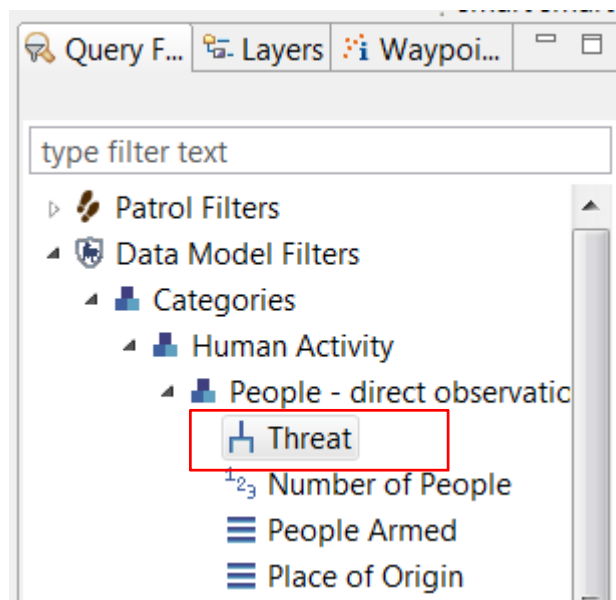 Query F... Layers Waypoi...
type filter text
Patrol Filters
Data Model Filters
Categories
Human Activity
People - direct observatic
Threat
123 Number of People
People Armed
Place of Origin